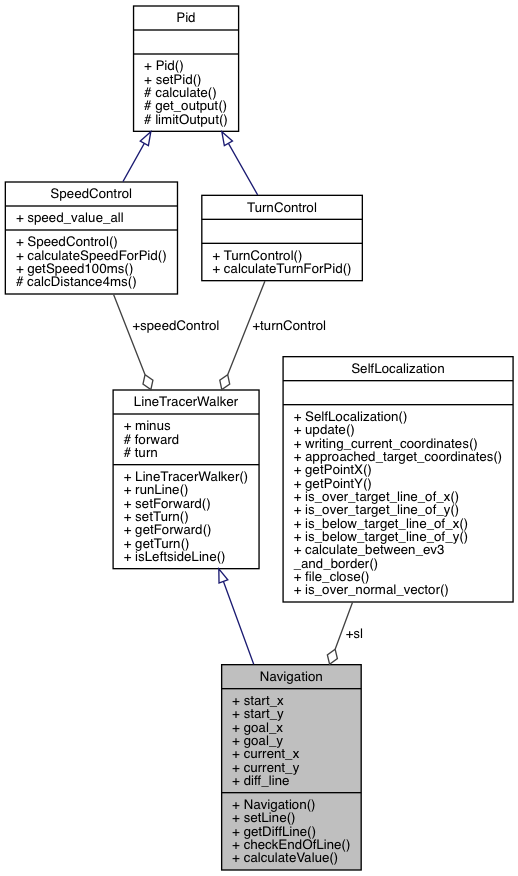 Pid
+ Pid()
+ setPid()
# calculate()
# get_output()
# limitOutput()
SpeedControl
+ speed_value_all
+ SpeedControl()
+ calculateSpeedForPid()
+ getSpeed100ms()
# calcDistance4ms()
TurnControl
+ TurnControl()
+ calculateTurnForPid()
+speedControl
+turnControl
LineTracerWalker
+ minus
# forward
# turn
+ LineTracerWalker()
+ runLine()
+ setForward()
+ setTurn()
+ getForward()
+ getTurn()
+ isLeftsideLine()
SelfLocalization
+ SelfLocalization()
+ update()
+ writing_current_coordinates()
+ approached_target_coordinates()
+ getPointX()
+ getPointY()
+ is_over_target_line_of_x()
+ is_over_target_line_of_y()
+ is_below_target_line_of_x()
+ is_below_target_line_of_y()
+ calculate_between_ev3
_and_border()
+ file_close()
+ is_over_normal_vector()
+sl
Navigation
+ start_x
+ start_y
+ goal_x
+ goal_y
+ current_x
+ current_y
+ diff_line
+ Navigation()
+ setLine()
+ getDiffLine()
+ checkEndOfLine()
+ calculateValue()